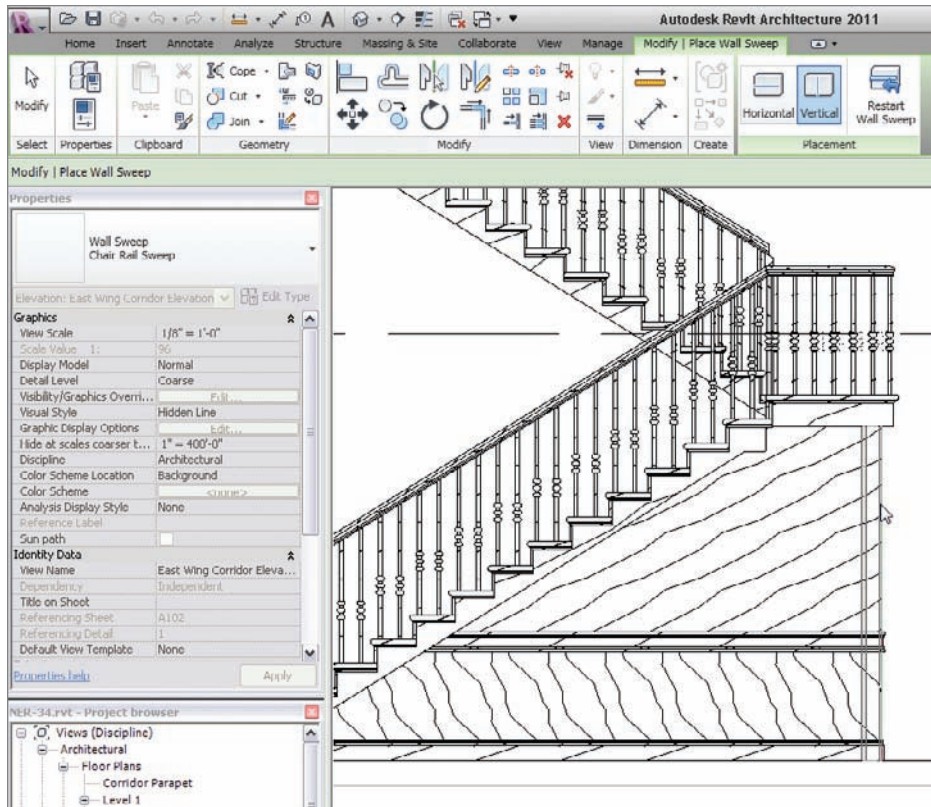 Autodesk Revit Architecture 2011
Home Insert Annotate Analyze Structure Massing & Site Collaborate View Manage Modify | Place Wall Sweep
Modify
Paste
Cope
Cut
Join
Horizontal
Vertical
Restart
Wall Sweep
Select Properties Clipboard Geometry Modify View Dimension Create Placement
Modify | Place Wall Sweep
Properties
Wall Sweep
Chair Rail Sweep
Elevation: East Wing Corridor Elevation Edit Type
Graphics
View Scale 1/8" = 1'-0"
Scale Value 1: 96
Display Model Normal
Detail Level Coarse
Visibility/Graphics Overri... Edit...
Visual Style Hidden Line
Graphic Display Options Edit...
Hide at scales coarser t... 1" = 400'-0"
Discipline Architectural
Color Scheme Location Background
Color Scheme <none>
Analysis Display Style None
Reference Label
Sun path
Identity Data
View Name East Wing Corridor Eleva...
Dependency Independent
Title on Sheet
Referencing Sheet A102
Referencing Detail 1
Default View Template None
Properties help Apply
NER-34.rvt - Project browser
Views (Discipline)
Architectural
Floor Plans
Corridor Parapet
Level 1